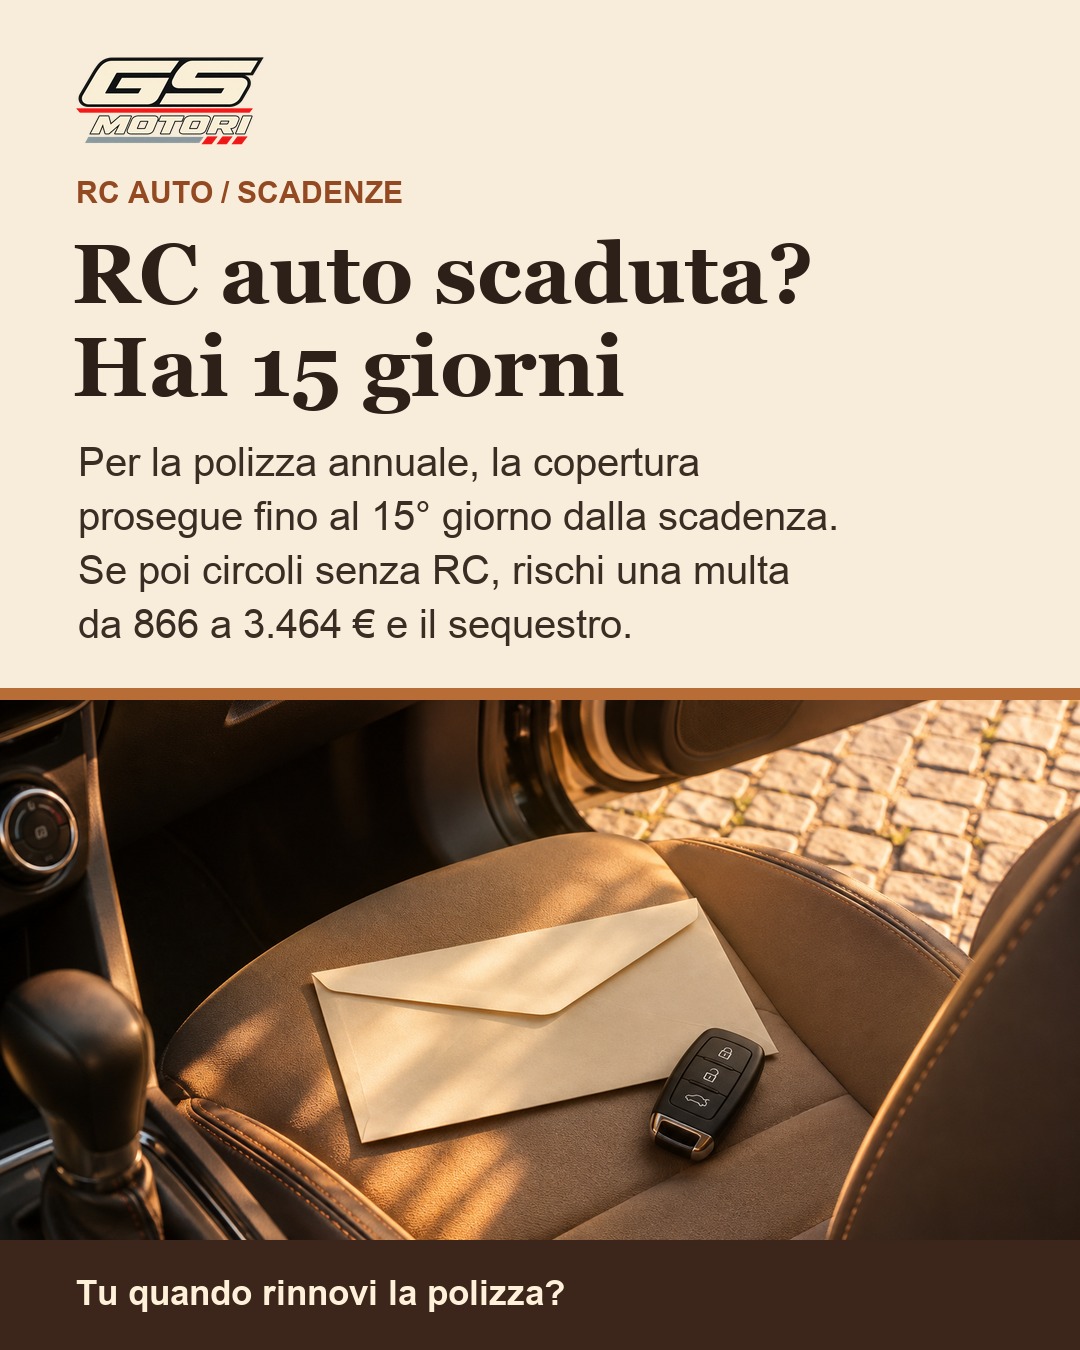 GS
MOTORI
RC AUTO / SCADENZE
RC auto scaduta?
Hai 15 giorni
Per la polizza annuale, la copertura
prosegue fino al 15° giorno dalla scadenza.
Se poi circoli senza RC, rischi una multa
da 866 a 3.464 € e il sequestro.
Tu quando rinnovi la polizza?